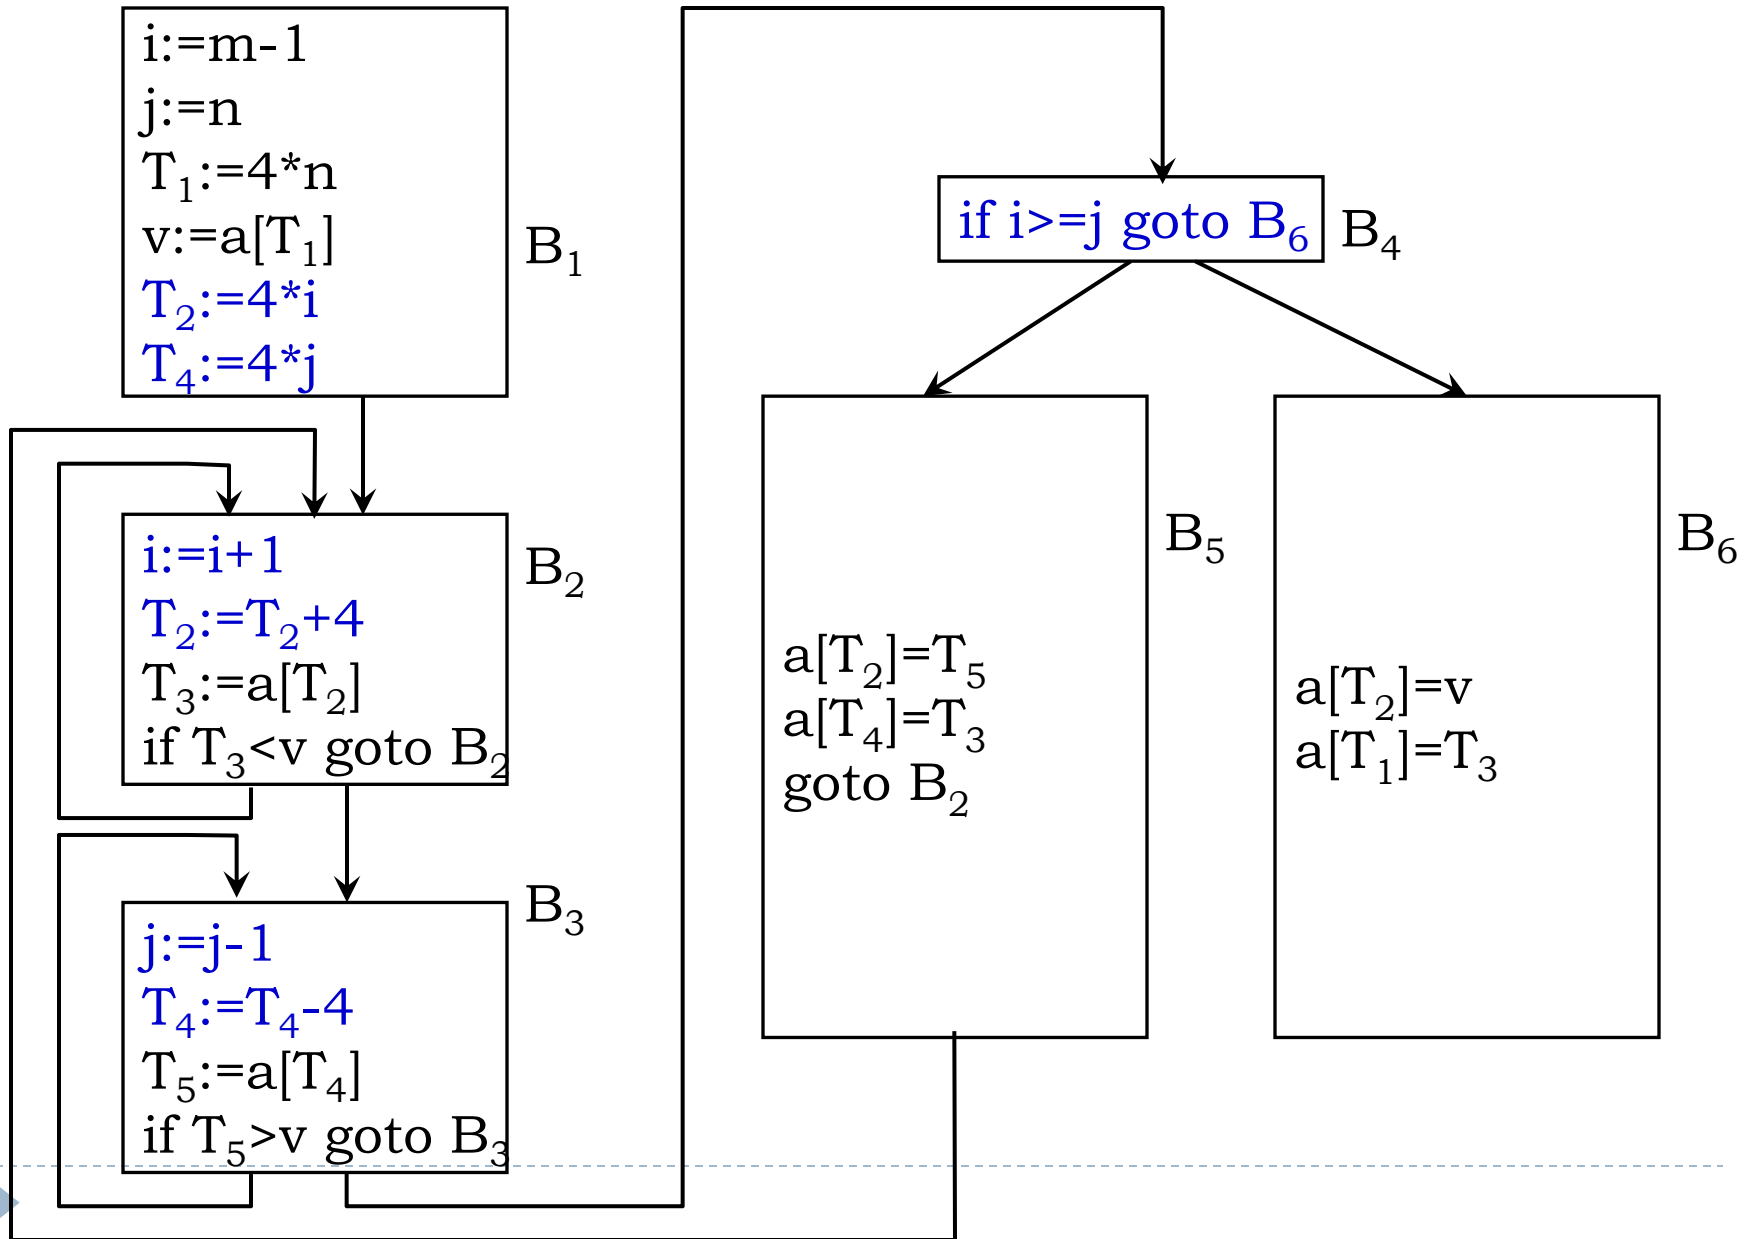 i:=m-1
j:=n
T₁:=4*n
v:=a[T₁]
T₂:=4*i
T₄:=4*j
B₁
i:=i+1
T₂:=T₂+4
T₃:=a[T₂]
if T₃<v goto B₂
B₂
j:=j-1
T₄:=T₄-4
T₅:=a[T₄]
if T₅>v goto B₃
B₃
if i>=j goto B₆
B₄
a[T₂]=T₅
a[T₄]=T₃
goto B₂
B₅
a[T₂]=v
a[T₁]=T₃
B₆